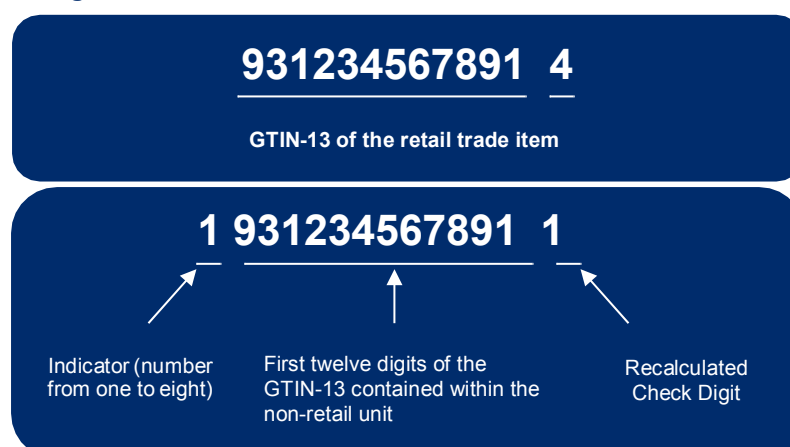 931234567891 4
GTIN-13 of the retail trade item
1 931234567891 1
Indicator (number
from one to eight)
First twelve digits of the
GTIN-13 contained within the
non-retail unit
Recalculated
Check Digit